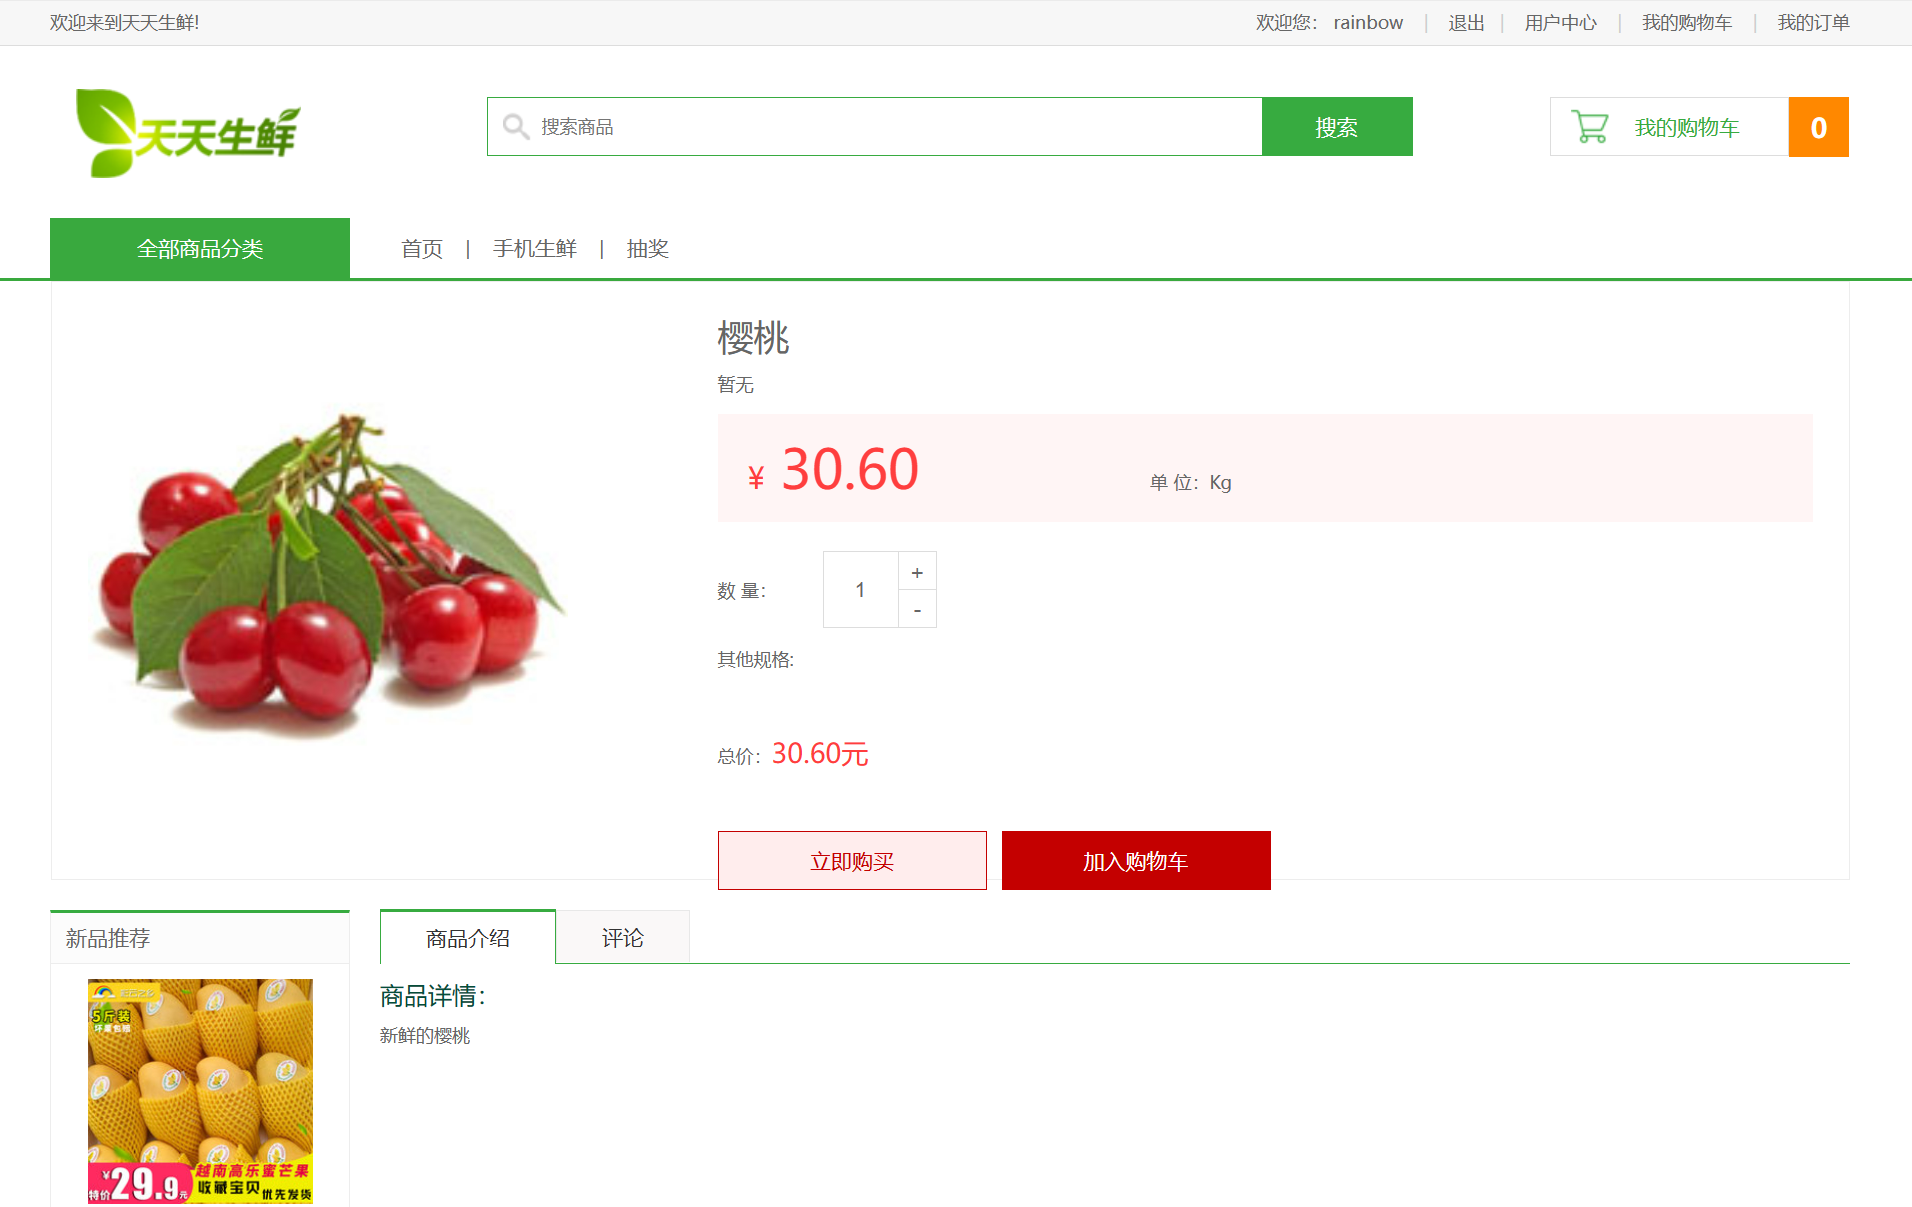 欢迎来到天天生鲜!
欢迎您： rainbow | 退出 | 用户中心 | 我的购物车 | 我的订单
天天生鲜
搜索商品
搜索
我的购物车
0
全部商品分类
首页 | 手机生鲜 | 抽奖
樱桃
暂无
¥ 30.60
单 位：Kg
数 量：
1
+
-
其他规格:
总价：30.60元
立即购买
加入购物车
新品推荐
商品介绍
评论
商品详情：
新鲜的樱桃
5斤装
坏果包赔
¥29.9元
特价
越南高乐蜜芒果
收藏宝贝优先发货